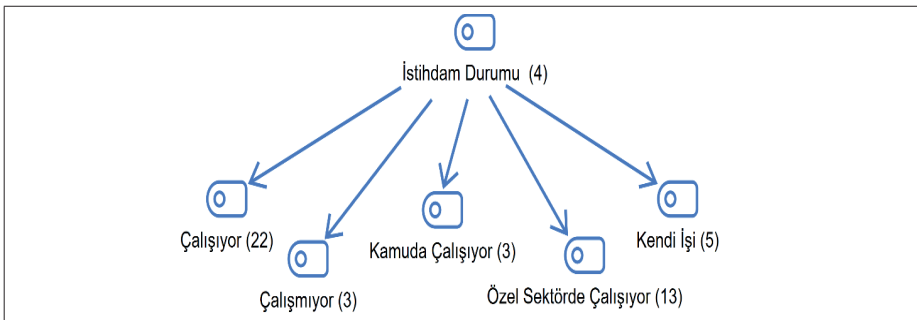 İstihdam Durumu (4)
Çalışıyor (22)
Çalışmıyor (3)
Kamuda Çalışıyor (3)
Özel Sektörde Çalışıyor (13)
Kendi İşi (5)